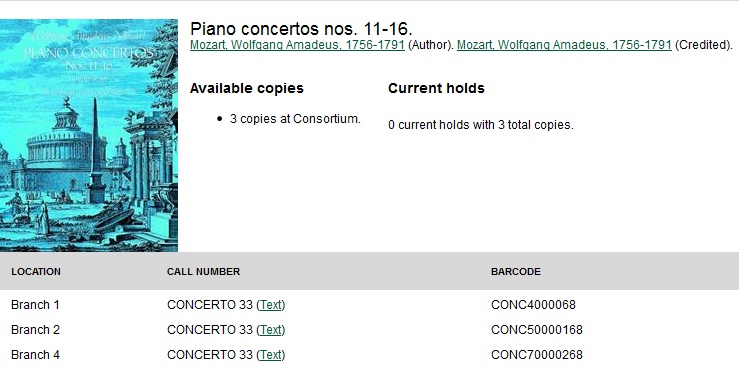 Wolfgang Amadeus Mozart
PIANO CONCERTOS
Nos. 11-16
Piano concertos nos. 11-16.
Mozart, Wolfgang Amadeus, 1756-1791 (Author). Mozart, Wolfgang Amadeus, 1756-1791 (Credited).
Available copies
• 3 copies at Consortium.
Current holds
0 current holds with 3 total copies.
LOCATION CALL NUMBER BARCODE
Branch 1 CONCERTO 33 (Text) CONC4000068
Branch 2 CONCERTO 33 (Text) CONC50000168
Branch 4 CONCERTO 33 (Text) CONC70000268